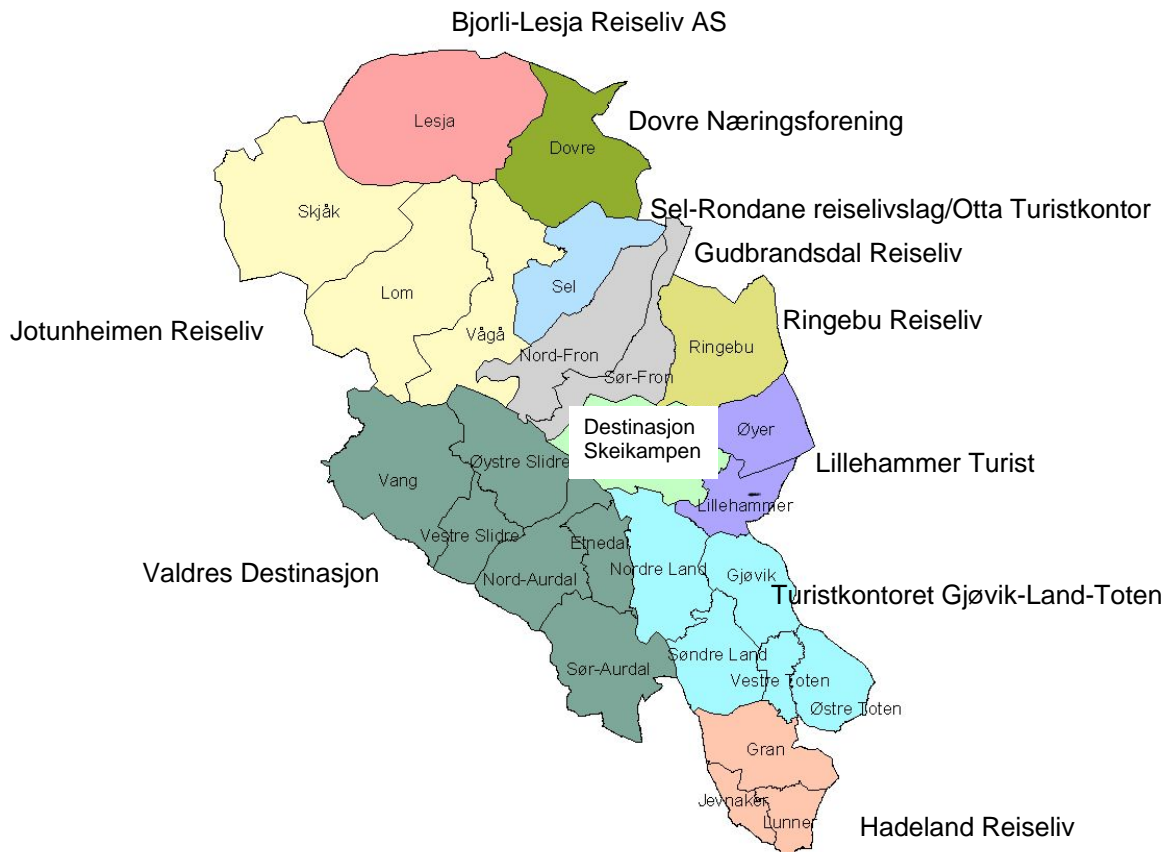 Bjorli-Lesja Reiseliv AS
Lesja
Dovre Næringsforening
Dovre
Skjåk
Sel-Rondane reiselivslag/Otta Turistkontor
Gudbrandsdal Reiseliv
Sel
Lom
Jotunheimen Reiseliv
Vågå
Ringebu Reiseliv
Nord-Fron
Ringebu
Sør-Fron
Destinasjon
Skeikampen
Øyer
Øystre Slidre
Lillehammer Turist
Vang
Lillehammer
Vestre Slidre
Etnedal
Nordre Land
Gjøvik
Valdres Destinasjon
Nord-Aurdal
Turistkontoret Gjøvik-Land-Toten
Søndre Land
Sør-Aurdal
Vestre Toten
Østre Toten
Gran
Jevnaker
Lunner
Hadeland Reiseliv